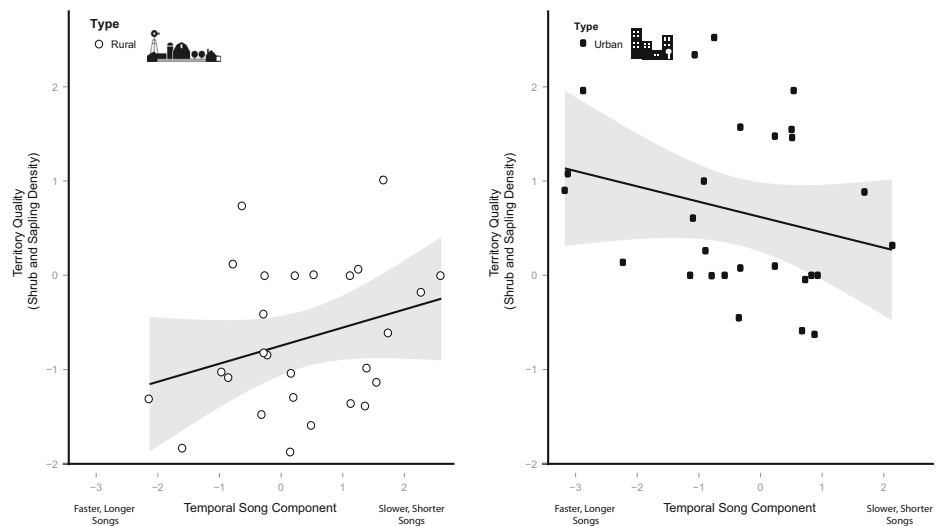 Type
Rural
2
1
0
−1
−2
Territory Quality
(Shrub and Sapling Density)
−3
−2
−1
0
1
2
Faster, Longer
Songs
Temporal Song Component
Slower, Shorter
Songs
Type
Urban
2
1
0
−1
−2
Territory Quality
(Shrub and Sapling Density)
−3
−2
−1
0
1
2
Faster, Longer
Songs
Temporal Song Component
Slower, Shorter
Songs